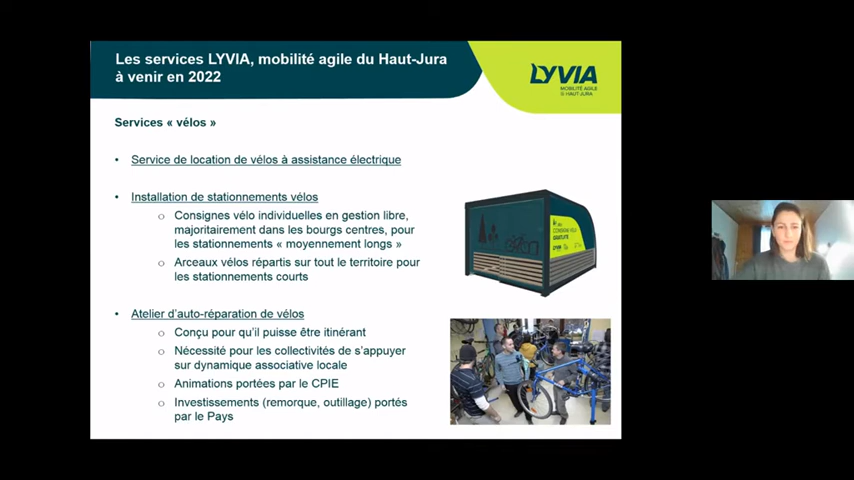 Les services LYVIA, mobilité agile du Haut-Jura
à venir en 2022
LYVIA
MOBILITÉ AGILE
HAUT-JURA
Services « vélos »
• Service de location de vélos à assistance électrique
• Installation de stationnements vélos
o Consignes vélo individuelles en gestion libre,
majoritairement dans les bourgs centres, pour
les stationnements « moyennement longs »
o Arceaux vélos répartis sur tout le territoire pour
les stationnements courts
• Atelier d'auto-réparation de vélos
o Conçu pour qu'il puisse être itinérant
o Nécessité pour les collectivités de s'appuyer
sur dynamique associative locale
o Animations portées par le CPIE
o Investissements (remorque, outillage) portés
par le Pays